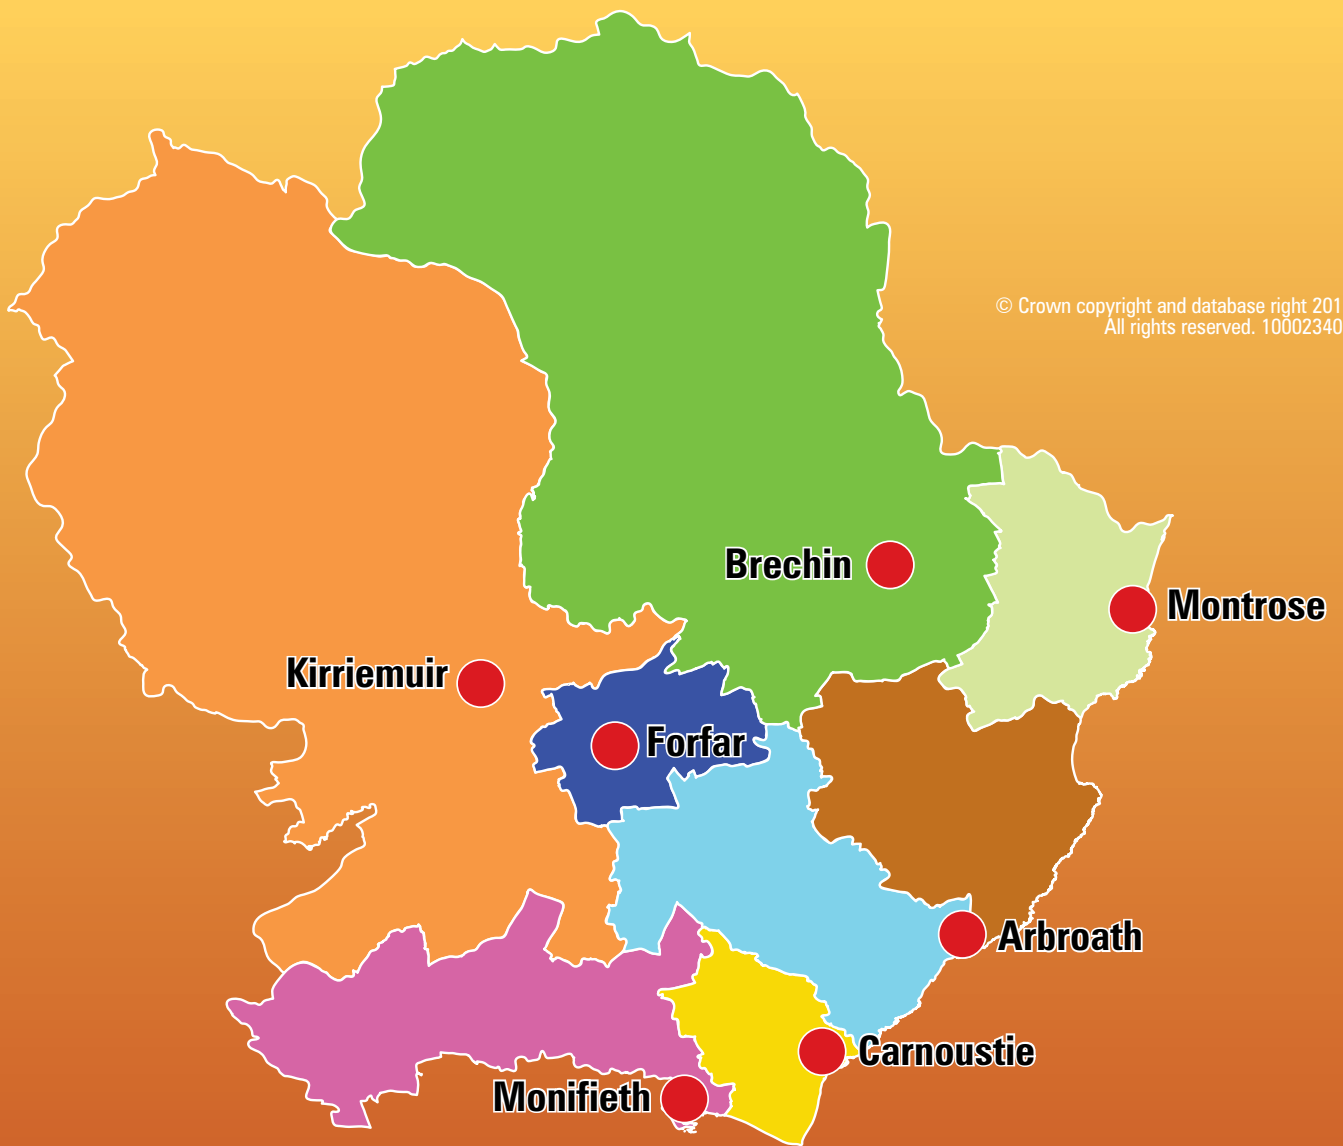 © Crown copyright and database right 201
All rights reserved. 10002340
Brechin
Montrose
Kirriemuir
Forfar
Arbroath
Carnoustie
Monifieth